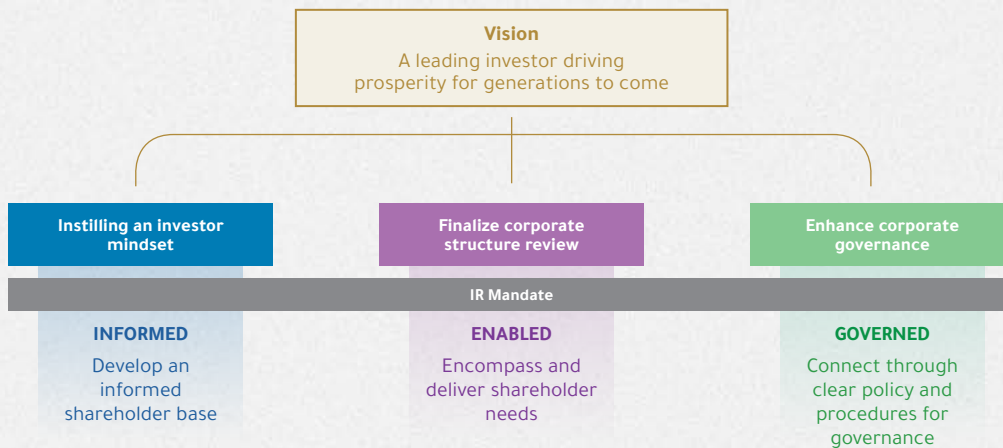 Vision
A leading investor driving
prosperity for generations to come
Instilling an investor
mindset
Finalize corporate
structure review
Enhance corporate
governance
IR Mandate
INFORMED
Develop an
informed
shareholder base
ENABLED
Encompass and
deliver shareholder
needs
GOVERNED
Connect through
clear policy and
procedures for
governance